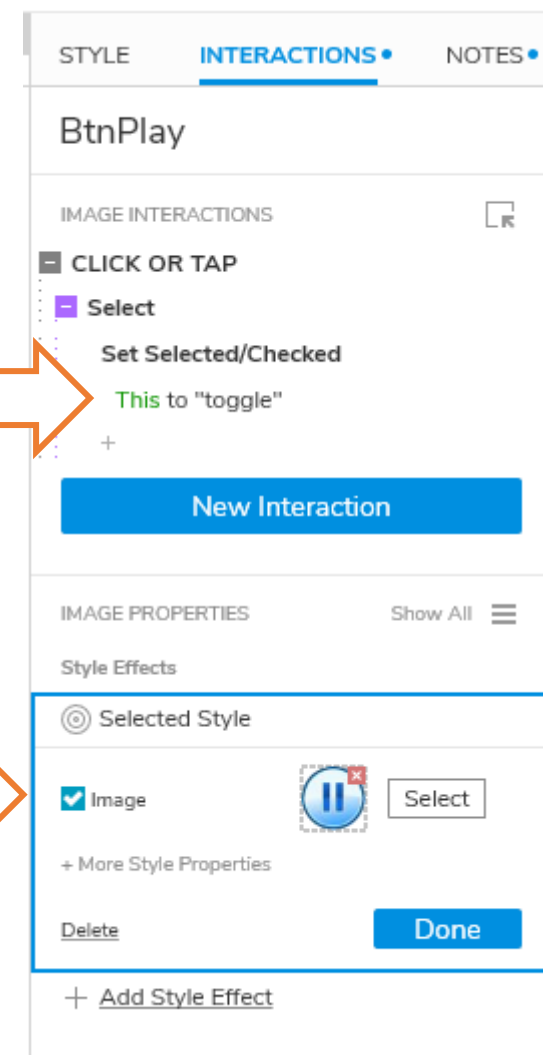 STYLE INTERACTIONS NOTES
BtnPlay
IMAGE INTERACTIONS
CLICK OR TAP
Select
Set Selected/Checked
This to "toggle"
+
New Interaction
IMAGE PROPERTIES Show All
Style Effects
Selected Style
Image Select
+ More Style Properties
Delete Done
+ Add Style Effect